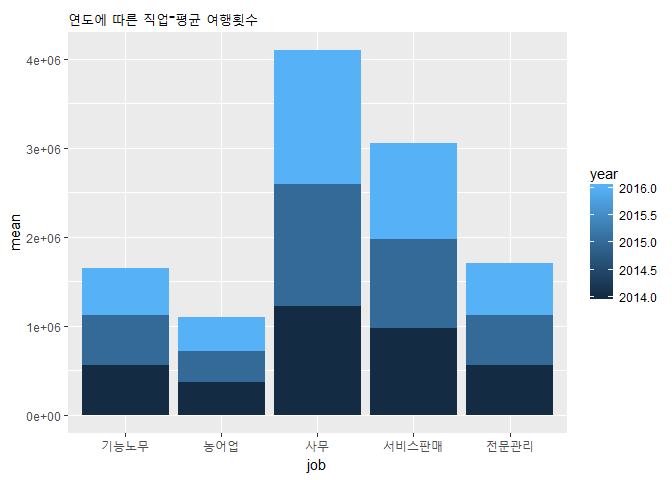 연도에 따른 직업-평균 여행횟수
4e+06
3e+06
2e+06
1e+06
0e+00
mean
기능노무 농어업 사무 서비스판매 전문관리
job
year
2016.0
2015.5
2015.0
2014.5
2014.0